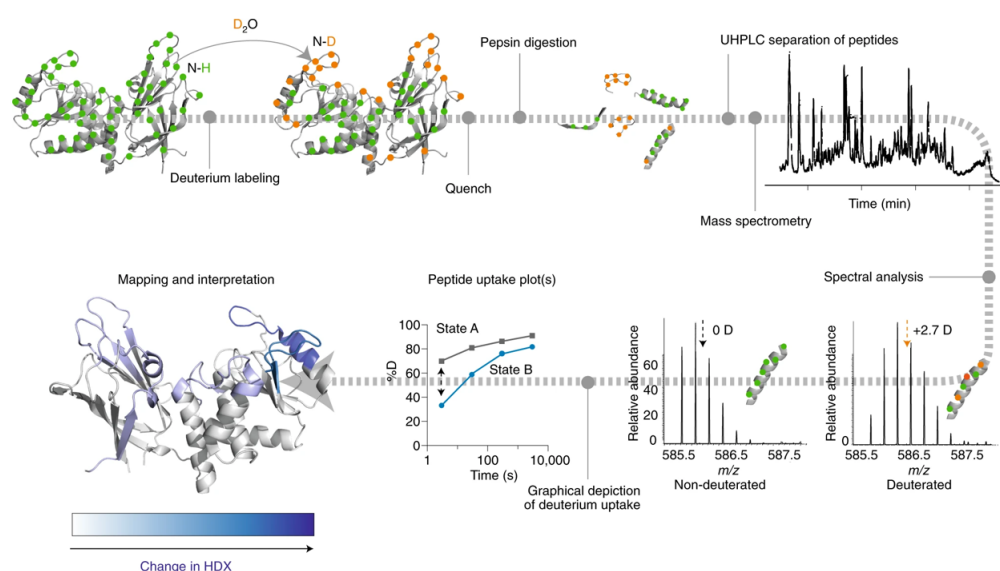 D2O
N-D
N-H
Pepsin digestion
UHPLC separation of peptides
Deuterium labeling
Quench
Time (min)
Mass spectrometry
Spectral analysis
Mapping and interpretation
Peptide uptake plot(s)
100
80
60
40
20
0
%D
State A
State B
1
100
10,000
Time (s)
Graphical depiction
of deuterium uptake
Relative abundance
60
40
20
0
0 D
585.5
586.5
587.5
m/z
Non-deuterated
Relative abundance
60
40
20
0
+2.7 D
585.5
586.5
587.5
m/z
Deuterated
Change in HDX